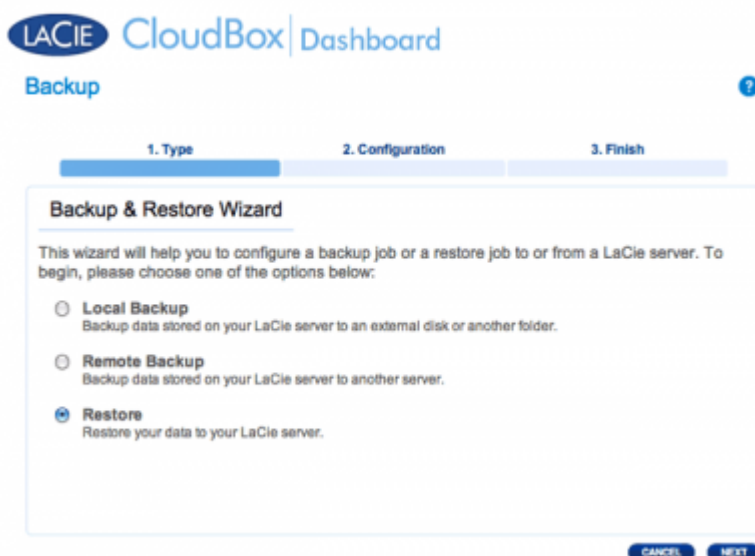 LACIE CloudBox Dashboard
Backup
?
1. Type 2. Configuration 3. Finish
Backup & Restore Wizard
This wizard will help you to configure a backup job or a restore job to or from a LaCie server. To
begin, please choose one of the options below:
Local Backup
Backup data stored on your LaCie server to an external disk or another folder.
Remote Backup
Backup data stored on your LaCie server to another server.
Restore
Restore your data to your LaCie server.
CANCEL NEXT